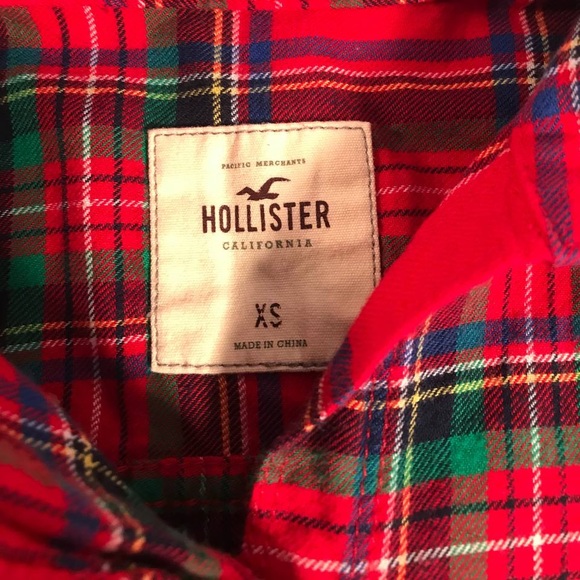 PACIFIC MERCHANTS
HOLLISTER
CALIFORNIA
XS
MADE IN CHINA